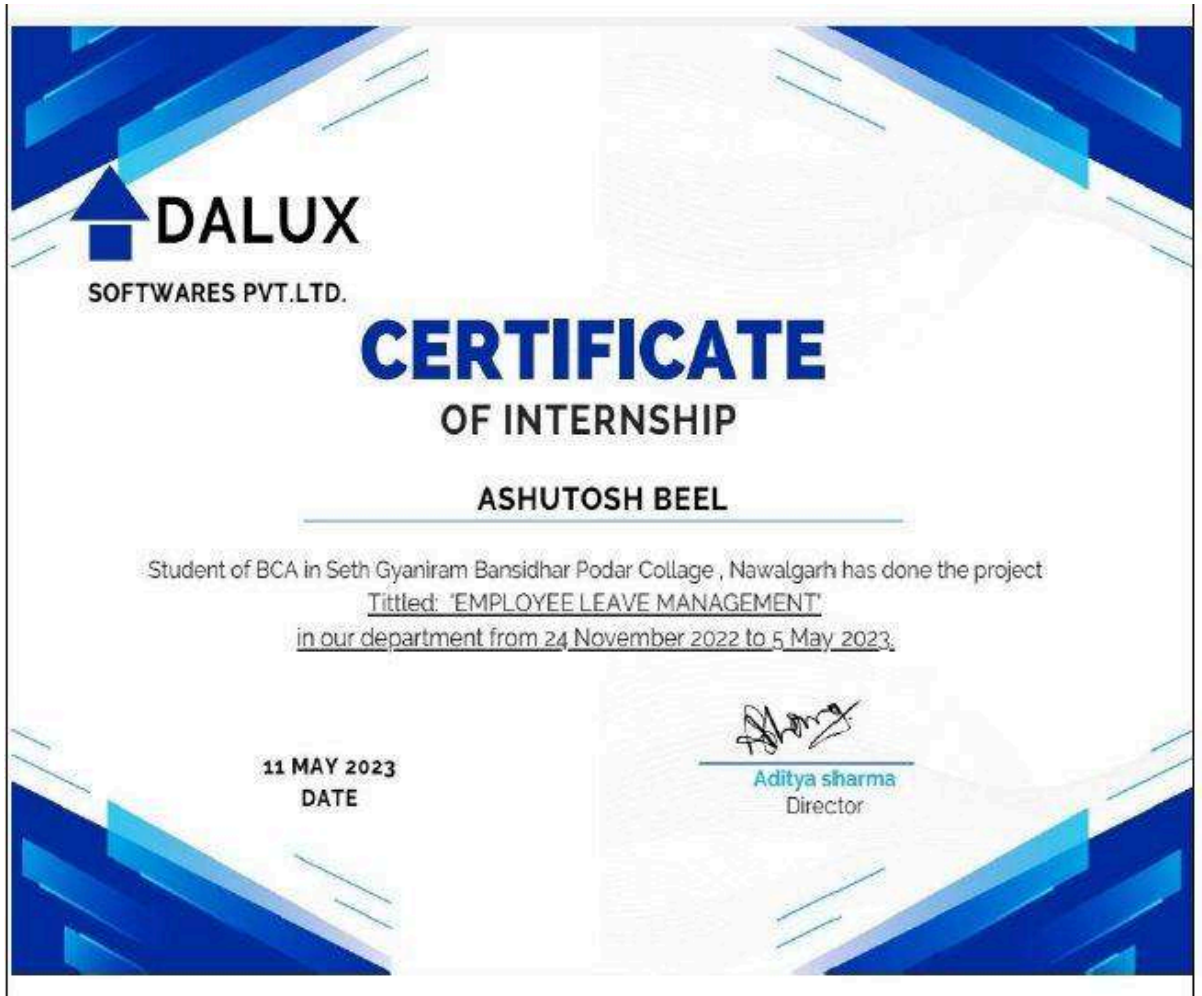 DALUX
SOFTWARES PVT.LTD.
CERTIFICATE
OF INTERNSHIP
ASHUTOSH BEEL
Student of BCA in Seth Gyaniram Bansidhar Podar Collage , Nawalgarh has done the project
Tittled: 'EMPLOYEE LEAVE MANAGEMENT'
in our department from 24 November 2022 to 5 May 2023.
11 MAY 2023
DATE
Aditya sharma
Director